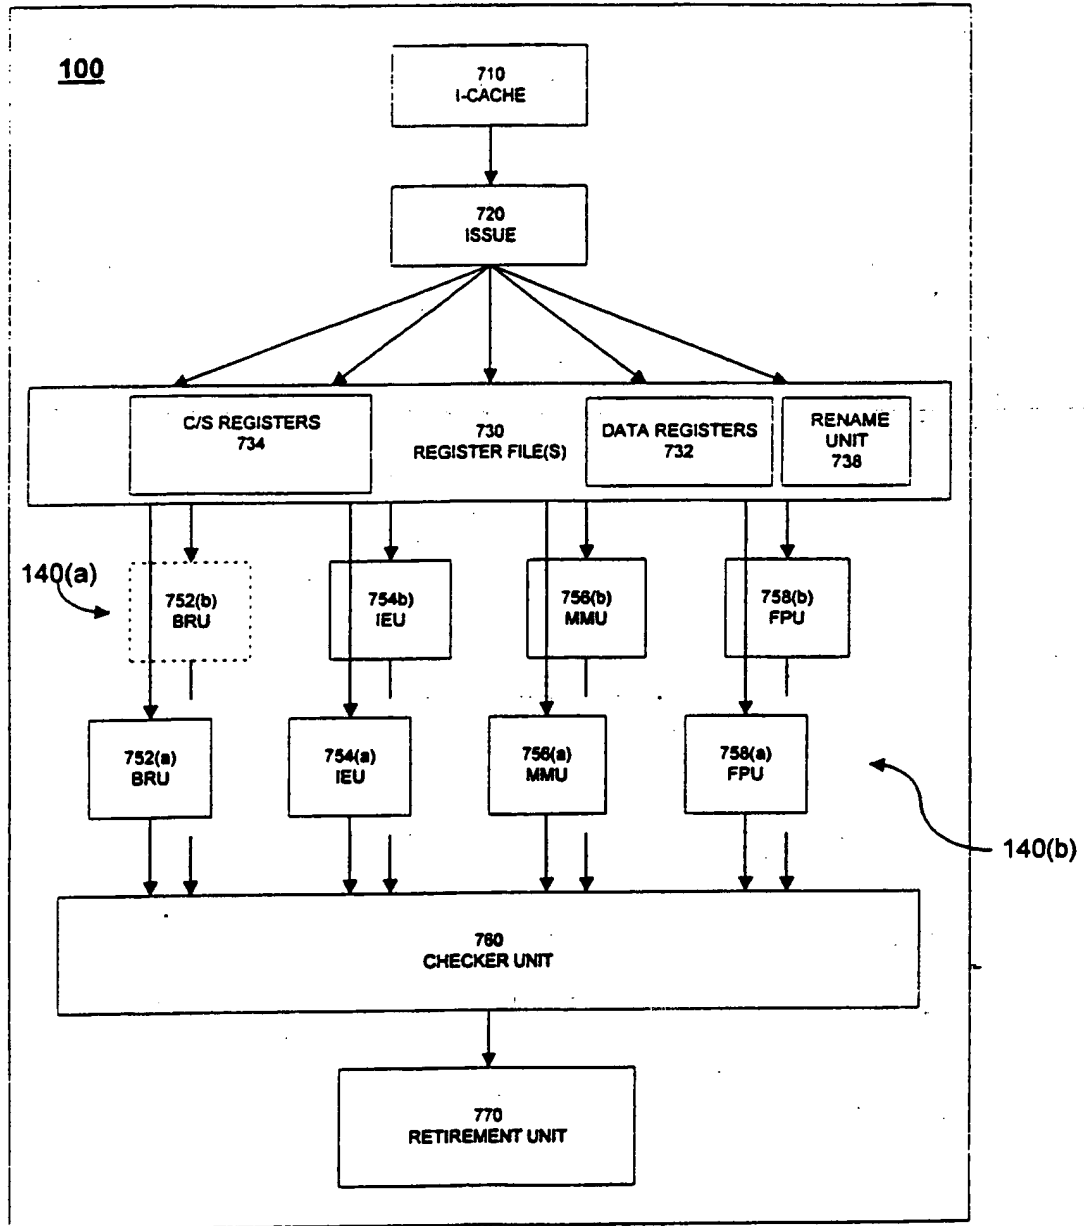 100
710
I-CACHE
720
ISSUE
C/S REGISTERS
734
730
REGISTER FILE(S)
DATA REGISTERS
732
RENAME
UNIT
738
140(a)
752(b)
BRU
754b)
IEU
756(b)
MMU
758(b)
FPU
752(a)
BRU
754(a)
IEU
756(a)
MMU
758(a)
FPU
140(b)
760
CHECKER UNIT
770
RETIREMENT UNIT